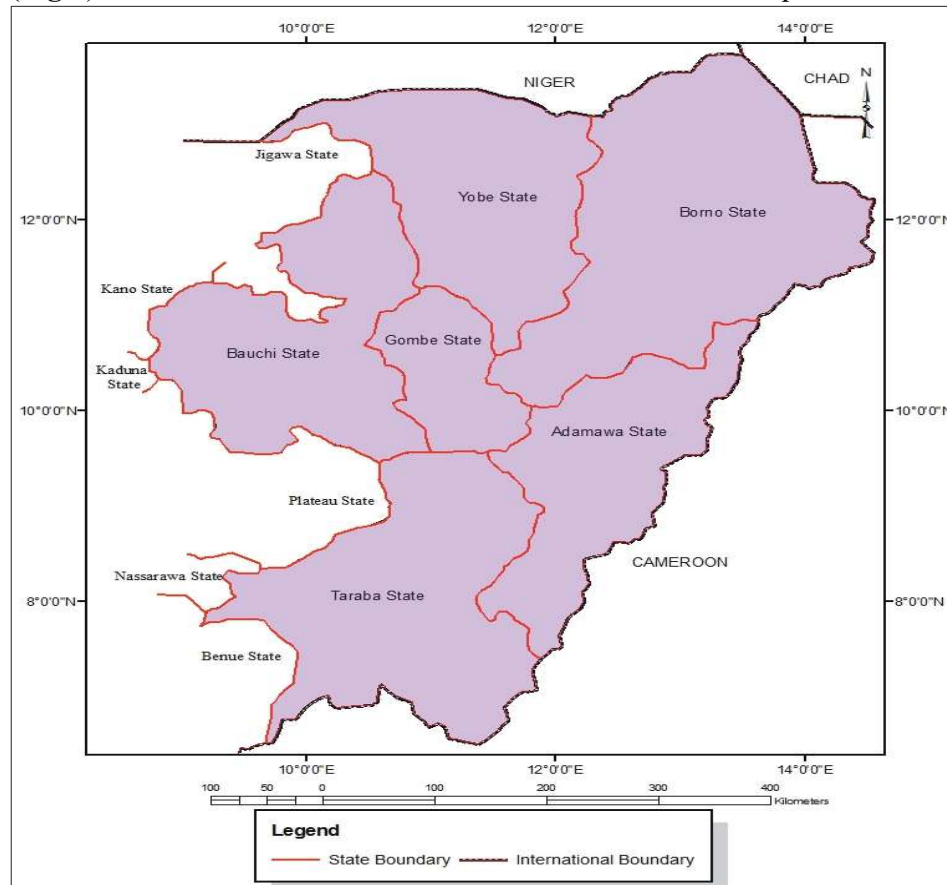 10°0'0"E 12°0'0"E 14°0'0"E
NIGER
CHAD
N
Jigawa State
Yobe State
12°0'0"N 12°0'0"N
Borno State
Kano State
Gombe State
Bauchi State
Kaduna
State
10°0'0"N 10°0'0"N
Adamawa State
Plateau State
CAMEROON
Nassarawa State
Taraba State
8°0'0"N 8°0'0"N
Benue State
10°0'0"E 12°0'0"E 14°0'0"E
100 50 0 100 200 300 400
Kilometers
Legend
State Boundary International Boundary